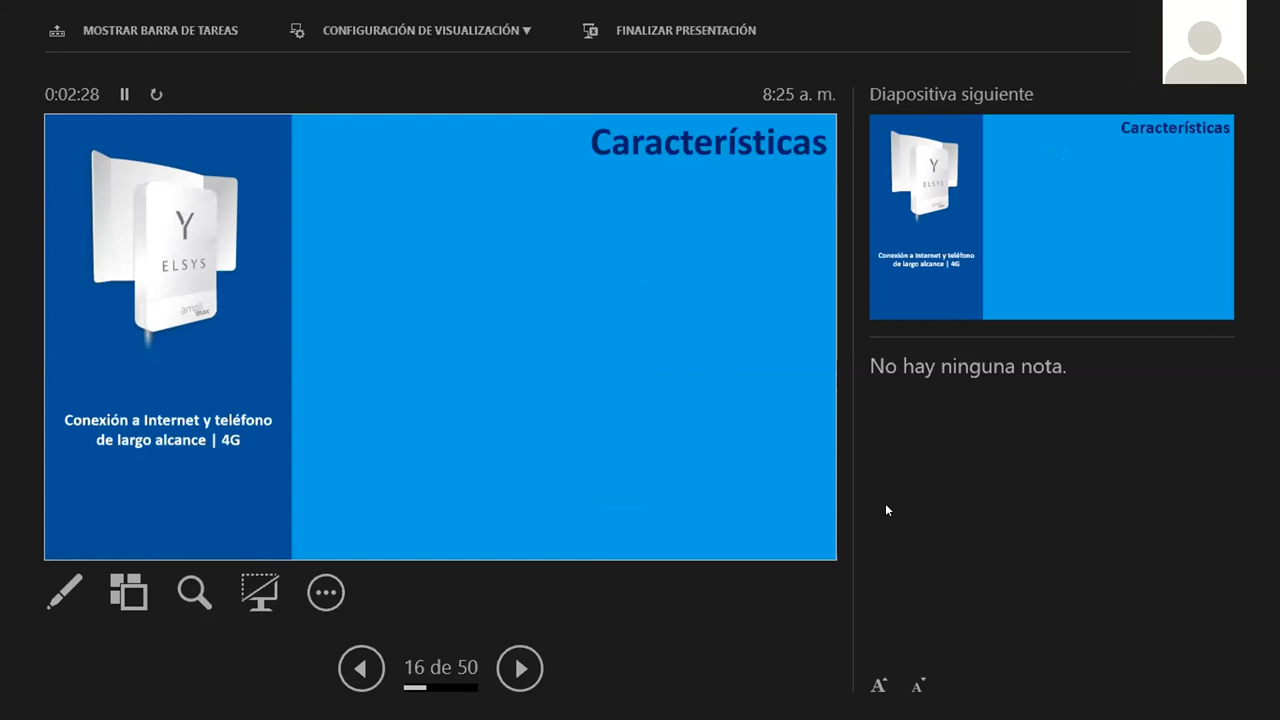 MOSTRAR BARRA DE TAREAS
CONFIGURACIÓN DE VISUALIZACIÓN ▼
FINALIZAR PRESENTACIÓN
0:02:28
8:25 a. m.
Diapositiva siguiente
Características
Y
ELSYS
ampli
max
Conexión a Internet y teléfono
de largo alcance | 4G
Características
Y
ELSYS
Conexión a Internet y teléfono
de largo alcance | 4G
No hay ninguna nota.
16 de 50
A A